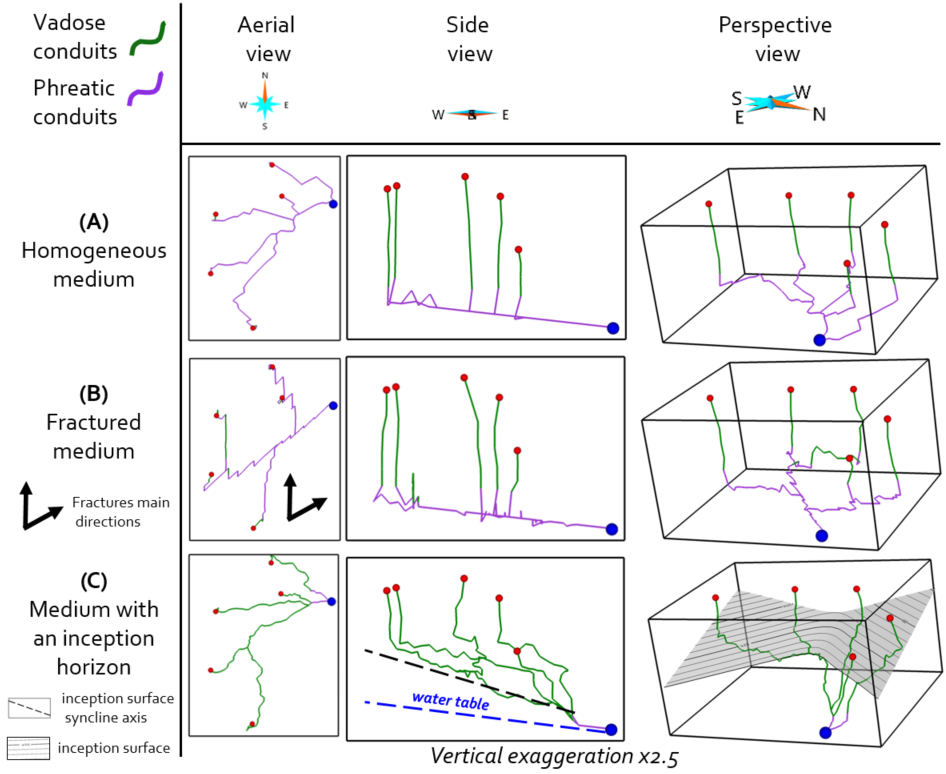 Vadose
conduits
Phreatic
conduits
Aerial
view
N
W E
S
Side
view
W S E
Perspective
view
S W
E N
(A)
Homogeneous
medium
(B)
Fractured
medium
Fractures main
directions
(C)
Medium with
an inception
horizon
inception surface
syncline axis
inception surface
water table
Vertical exaggeration x2.5